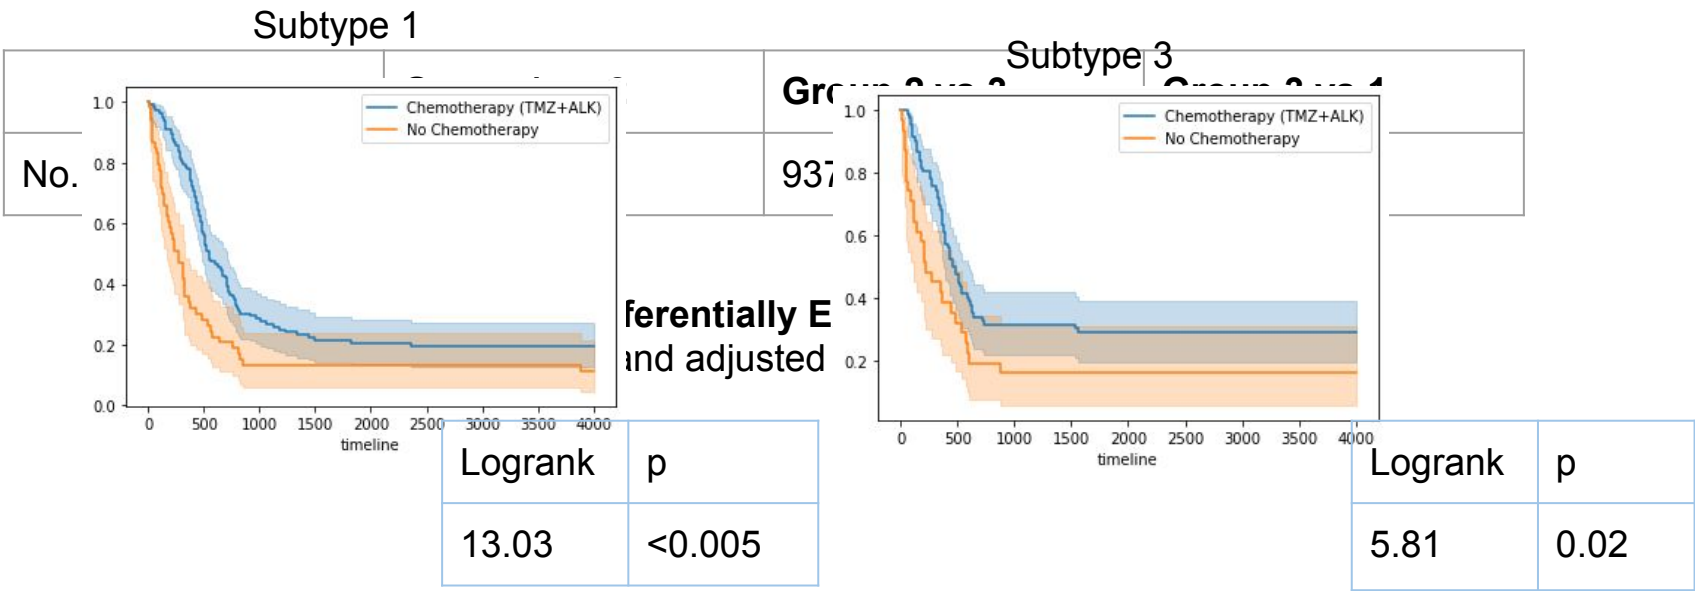 Subtype 1
Subtype 3
No.
937
Chemotherapy (TMZ+ALK)
No Chemotherapy
1.0
0.8
0.6
0.4
0.2
0.0
0 500 1000 1500 2000 2500 3000 3500 4000
timeline
Chemotherapy (TMZ+ALK)
No Chemotherapy
1.0
0.8
0.6
0.4
0.2
0 500 1000 1500 2000 2500 3000 3500 4000
timeline
ferentially E
and adjusted
Logrank p
13.03 <0.005
Logrank p
5.81 0.02